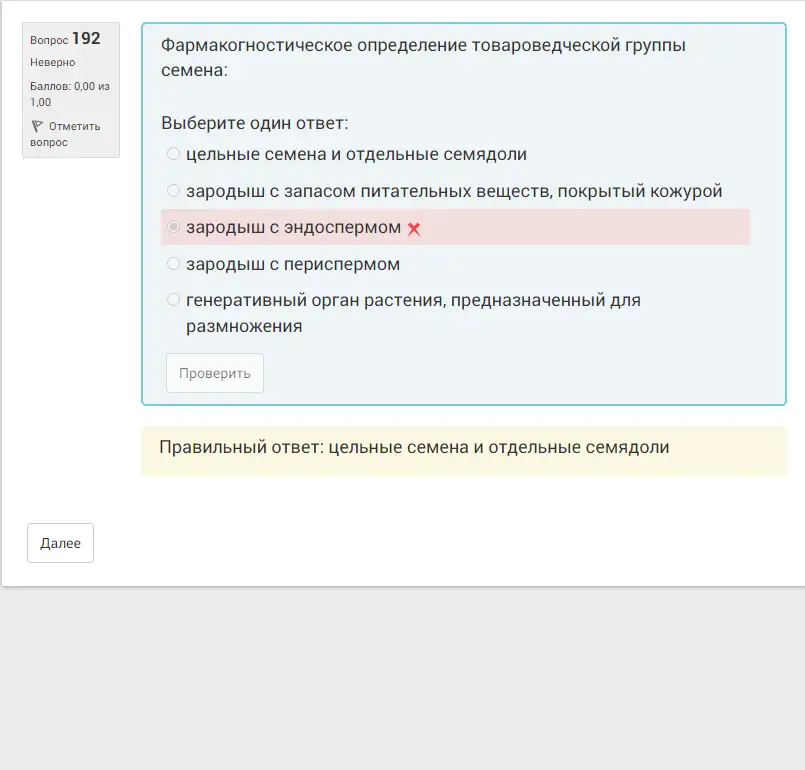 Вопрос 192
Неверно
Баллов: 0,00 из
1,00
Отметить
вопрос
Фармакогностическое определение товароведческой группы
семена:
Выберите один ответ:
цельные семена и отдельные семядоли
зародыш с запасом питательных веществ, покрытый кожурой
зародыш с эндоспермом
зародыш с периспермом
генеративный орган растения, предназначенный для
размножения
Проверить
Правильный ответ: цельные семена и отдельные семядоли
Далее